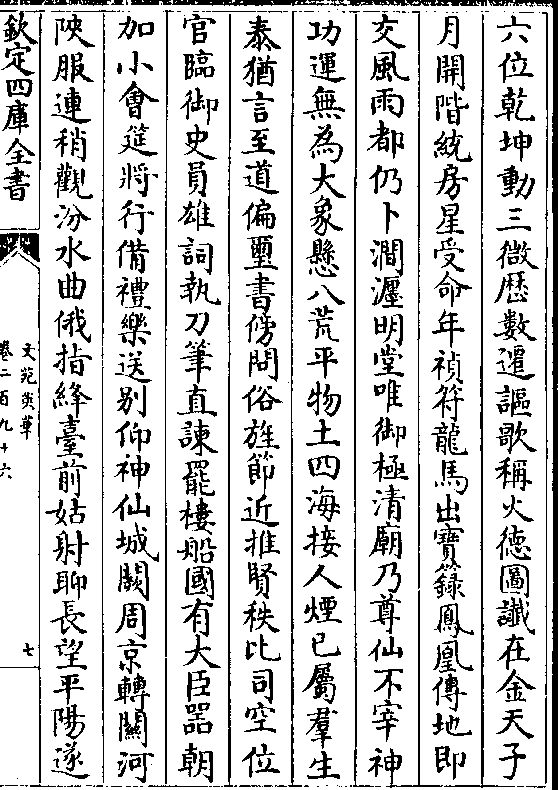 六位乾坤動三微歷數遷謳歌稱火德圖讖在金天子
月開階統房星受命年禎符龍馬出寶籙鳳凰傳地即
交風雨都仍卜澗瀍明堂唯御極清廟乃尊仙不宰神
功運無為大象懸八荒平物土四海接人煙已屬羣生
泰猶言至道偏璽書傍問俗旌節近推賢秩比司空位
官臨御史員雄詞執刀筆直諫罷樓船國有大臣器朝
加小會筵將行備禮樂送別仰神仙城闕周京轉關河
陜服連稍觀汾水曲俄指絳臺前姑射聊長望平陽遂
欽定四庫全書
文苑英華
卷二百九十六
七